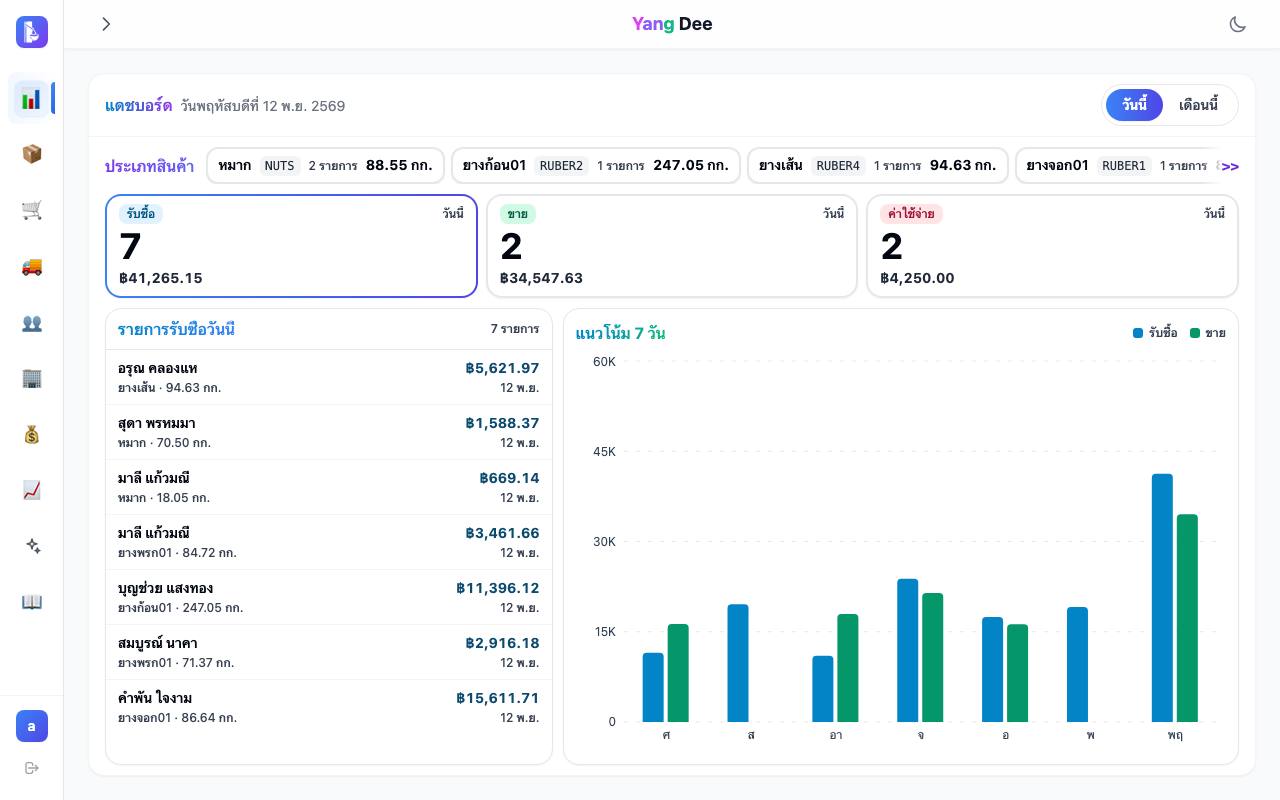 Yang Dee
แดชบอร์ด วันพฤหัสบดีที่ 12 พ.ย. 2569
วันนี้ เดือนนี้
ประเภทสินค้า หมาก NUTS 2 รายการ 88.55 กก. ยางก้อน01 RUBER2 1 รายการ 247.05 กก. ยางเส้น RUBER4 1 รายการ 94.63 กก. ยางจอก01 RUBER1 1 รายการ >>
รับซื้อ วันนี้
7
฿41,265.15
ขาย วันนี้
2
฿34,547.63
ค่าใช้จ่าย วันนี้
2
฿4,250.00
รายการรับซื้อวันนี้ 7 รายการ
อรุณ คลองแห ฿5,621.97
ยางเส้น · 94.63 กก. 12 พ.ย.
สุดา พรหมมา ฿1,588.37
หมาก · 70.50 กก. 12 พ.ย.
มาลี แก้วมณี ฿669.14
หมาก · 18.05 กก. 12 พ.ย.
มาลี แก้วมณี ฿3,461.66
ยางพรก01 · 84.72 กก. 12 พ.ย.
บุญช่วย แสงทอง ฿11,396.12
ยางก้อน01 · 247.05 กก. 12 พ.ย.
สมบูรณ์ นาคา ฿2,916.18
ยางพรก01 · 71.37 กก. 12 พ.ย.
คำพัน ใจงาม ฿15,611.71
ยางจอก01 · 86.64 กก. 12 พ.ย.
แนวโน้ม 7 วัน รับซื้อ ขาย
60K
45K
30K
15K
0
ศ ส อา จ อ พ พฤ
a